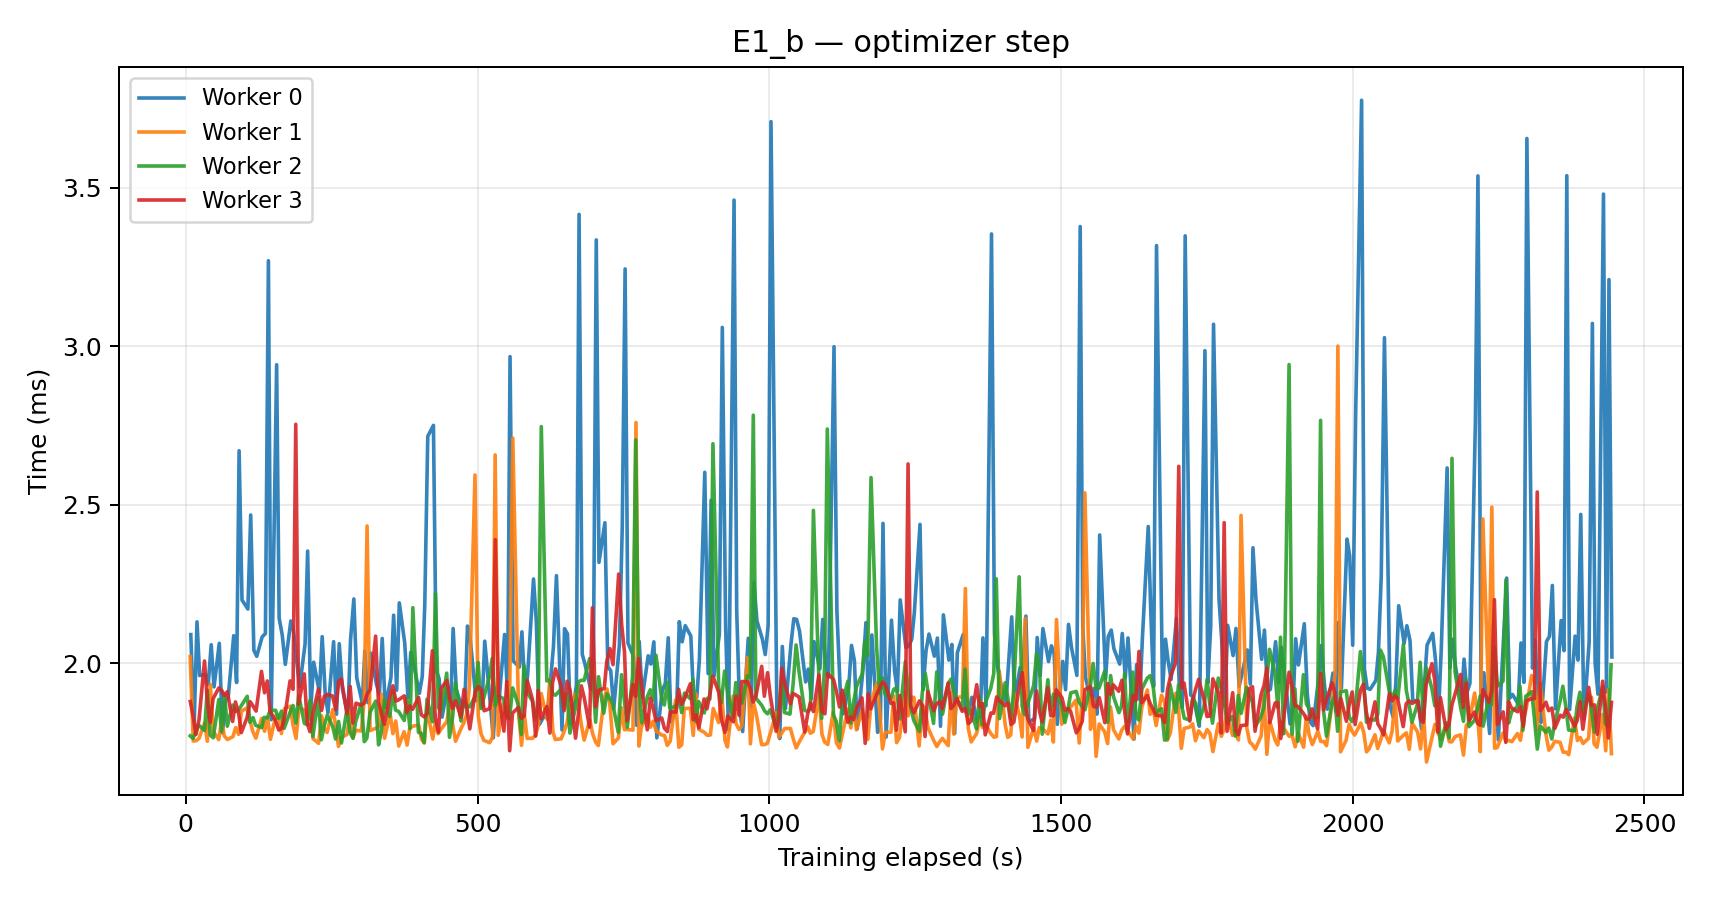 E1_b — optimizer step
Worker 0
Worker 1
Worker 2
Worker 3
3.5
3.0
2.5
2.0
Time (ms)
0 500 1000 1500 2000 2500
Training elapsed (s)